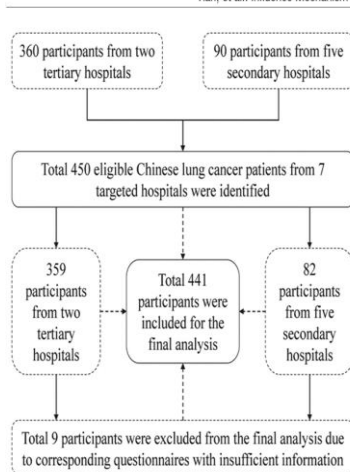 360 participants from two
tertiary hospitals
90 participants from five
secondary hospitals
Total 450 eligible Chinese lung cancer patients from 7
targeted hospitals were identified
359
participants
from two
tertiary
hospitals
Total 441
participants were
included for the
final analysis
82
participants
from five
secondary
hospitals
Total 9 participants were excluded from the final analysis due
to corresponding questionnaires with insufficient information